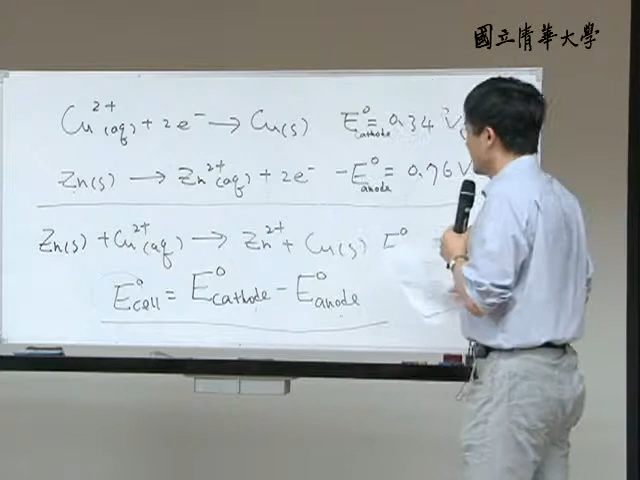 國立清華大學
Cu²⁺(aq) + 2e⁻ → Cu(s) E°cathode = 0.34 V
Zn(s) → Zn²⁺(aq) + 2e⁻ -E°anode = 0.76 V
Zn(s) + Cu²⁺(aq) → Zn²⁺ + Cu(s) E°
E°cell = E°cathode - E°anode